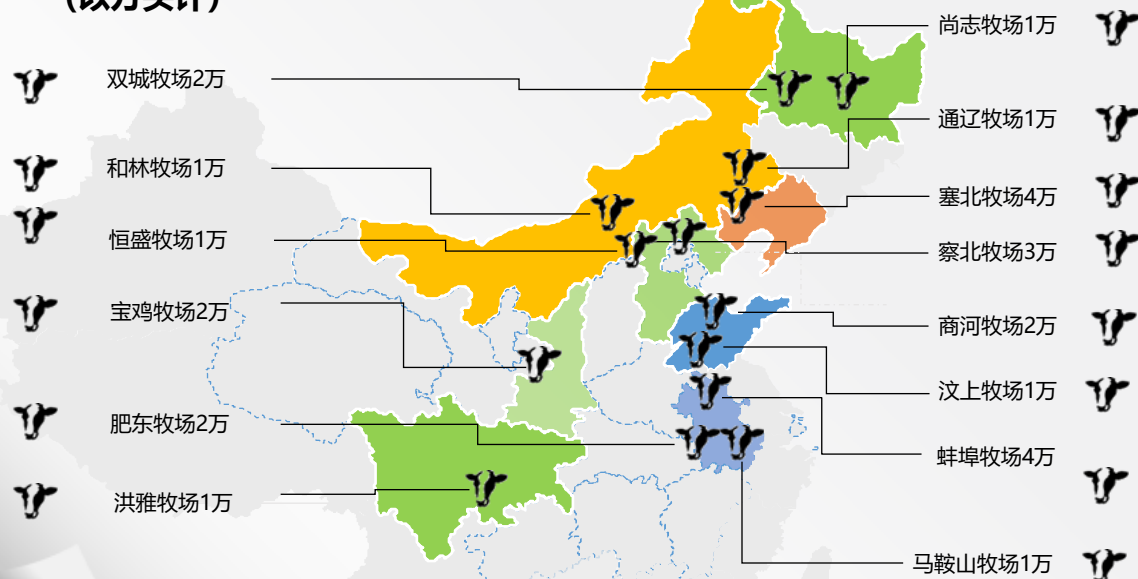 （以万头计）
双城牧场2万
和林牧场1万
恒盛牧场1万
宝鸡牧场2万
肥东牧场2万
洪雅牧场1万
尚志牧场1万
通辽牧场1万
塞北牧场4万
察北牧场3万
商河牧场2万
汶上牧场1万
蚌埠牧场4万
马鞍山牧场1万